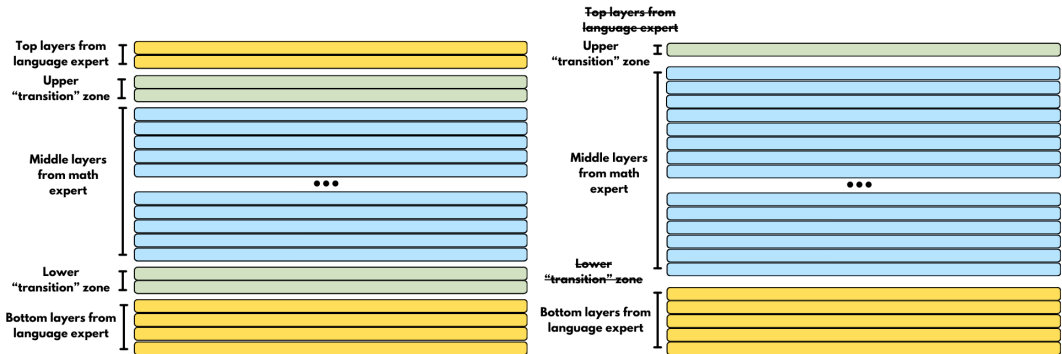 Top layers from
language expert
Upper
“transition” zone
Middle layers
from math
expert
Lower
“transition” zone
Bottom layers from
language expert
Top layers from
language expert
Upper
“transition” zone
Middle layers
from math
expert
Lower
“transition” zone
Bottom layers from
language expert